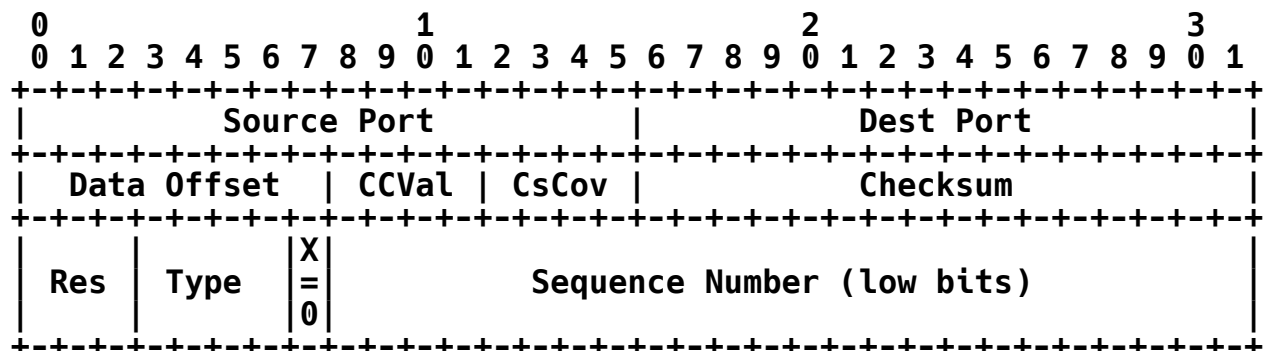 0                   1                   2                   3
 0 1 2 3 4 5 6 7 8 9 0 1 2 3 4 5 6 7 8 9 0 1 2 3 4 5 6 7 8 9 0 1
+-+-+-+-+-+-+-+-+-+-+-+-+-+-+-+-+-+-+-+-+-+-+-+-+-+-+-+-+-+-+-+-+
|          Source Port          |           Dest Port           |
+-+-+-+-+-+-+-+-+-+-+-+-+-+-+-+-+-+-+-+-+-+-+-+-+-+-+-+-+-+-+-+-+
|  Data Offset  | CCVal | CsCov |           Checksum            |
+-+-+-+-+-+-+-+-+-+-+-+-+-+-+-+-+-+-+-+-+-+-+-+-+-+-+-+-+-+-+-+-+
|     |       |X|                                               |
| Res | Type  |=|          Sequence Number (low bits)           |
|     |       |0|                                               |
+-+-+-+-+-+-+-+-+-+-+-+-+-+-+-+-+-+-+-+-+-+-+-+-+-+-+-+-+-+-+-+-+